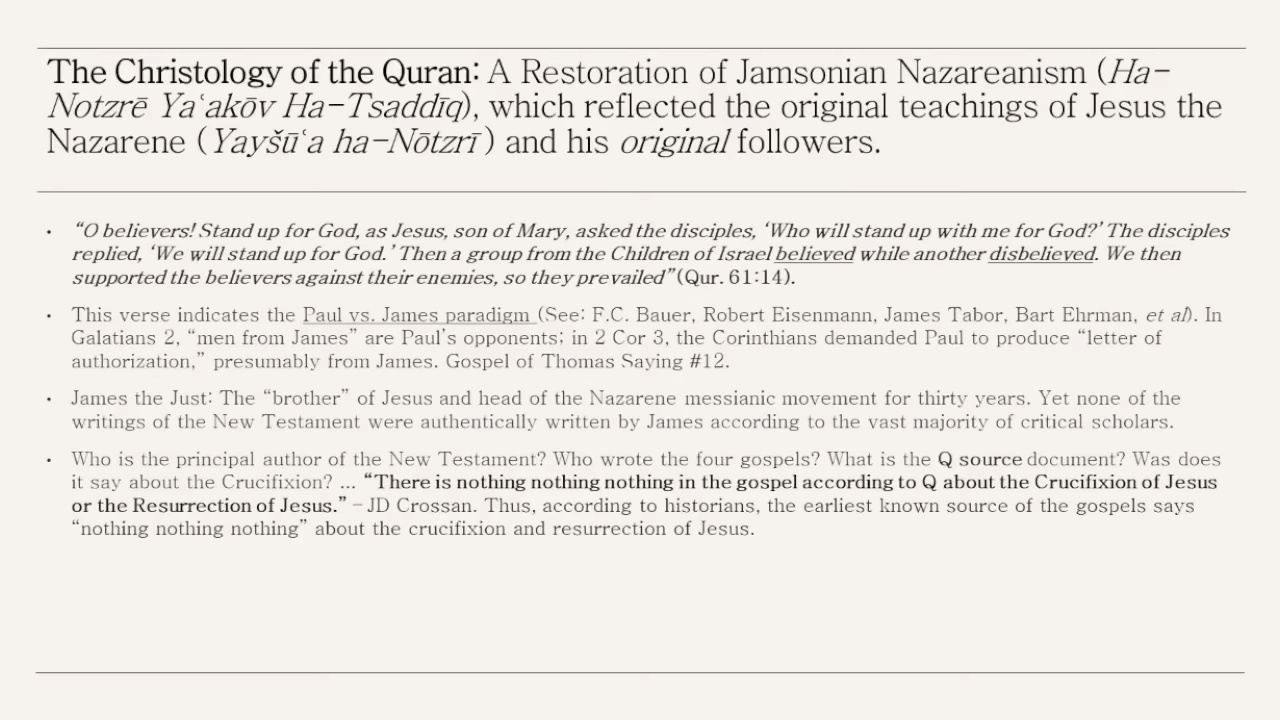 The Christology of the Quran: A Restoration of Jamsonian Nazareanism (Ha-
Notzrē Yaʿakōv Ha-Tsaddīq), which reflected the original teachings of Jesus the
Nazarene (Yayšūʿa ha-Nōtzrī) and his original followers.
• “O believers! Stand up for God, as Jesus, son of Mary, asked the disciples, ‘Who will stand up with me for God?’ The disciples
replied, ‘We will stand up for God.’ Then a group from the Children of Israel believed while another disbelieved. We then
supported the believers against their enemies, so they prevailed” (Qur. 61:14).
• This verse indicates the Paul vs. James paradigm (See: F.C. Bauer, Robert Eisenmann, James Tabor, Bart Ehrman, et al). In
Galatians 2, “men from James” are Paul’s opponents; in 2 Cor 3, the Corinthians demanded Paul to produce “letter of
authorization,” presumably from James. Gospel of Thomas Saying #12.
• James the Just: The “brother” of Jesus and head of the Nazarene messianic movement for thirty years. Yet none of the
writings of the New Testament were authentically written by James according to the vast majority of critical scholars.
• Who is the principal author of the New Testament? Who wrote the four gospels? What is the Q source document? Was does
it say about the Crucifixion? ... “There is nothing nothing nothing in the gospel according to Q about the Crucifixion of Jesus
or the Resurrection of Jesus.” – JD Crossan. Thus, according to historians, the earliest known source of the gospels says
“nothing nothing nothing” about the crucifixion and resurrection of Jesus.